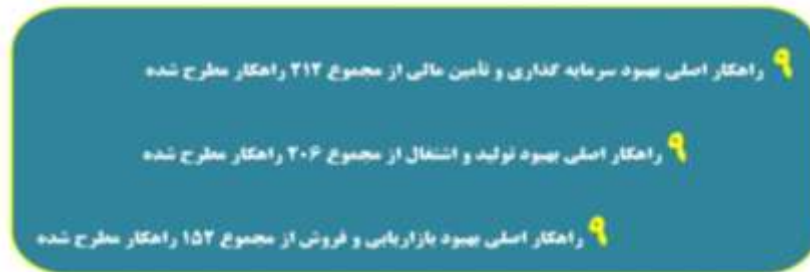 ۹ راهکار اصلی بهبود سرمایه گذاری و تأمین مالی از مجموع ۲۱۲ راهکار مطرح شده
۹ راهکار اصلی بهبود تولید و اشتغال از مجموع ۲۰۶ راهکار مطرح شده
۹ راهکار اصلی بهبود بازاریابی و فروش از مجموع ۱۵۲ راهکار مطرح شده